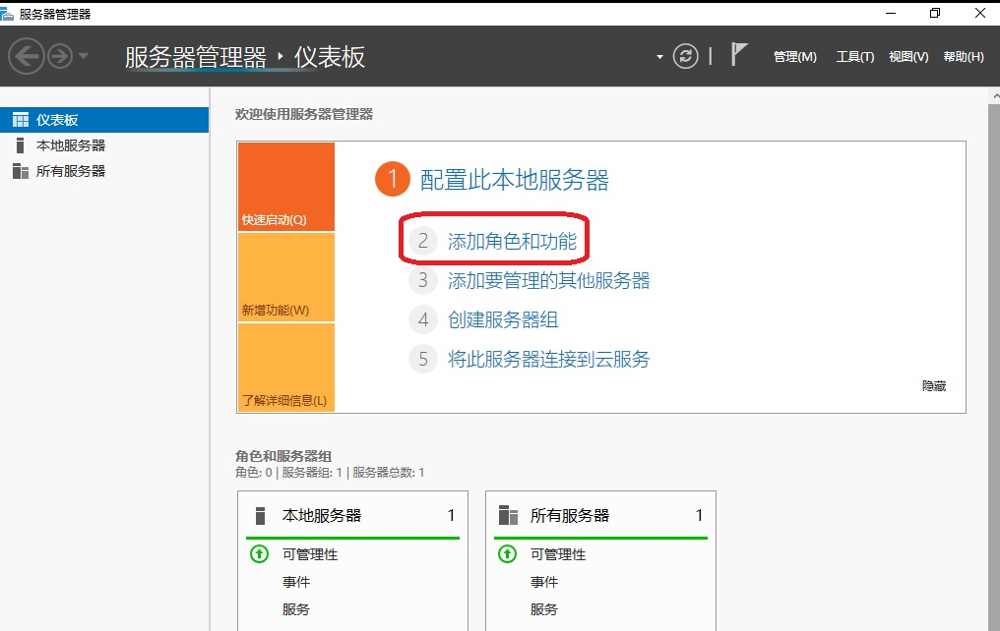 服务器管理器
服务器管理器 · 仪表板
管理(M) 工具(T) 视图(V) 帮助(H)
仪表板
本地服务器
所有服务器
欢迎使用服务器管理器
快速启动(Q)
新增功能(W)
了解详细信息(L)
1 配置此本地服务器
2 添加角色和功能
3 添加要管理的其他服务器
4 创建服务器组
5 将此服务器连接到云服务
隐藏
角色和服务器组
角色: 0 | 服务器组: 1 | 服务器总数: 1
本地服务器 1
可管理性
事件
服务
所有服务器 1
可管理性
事件
服务